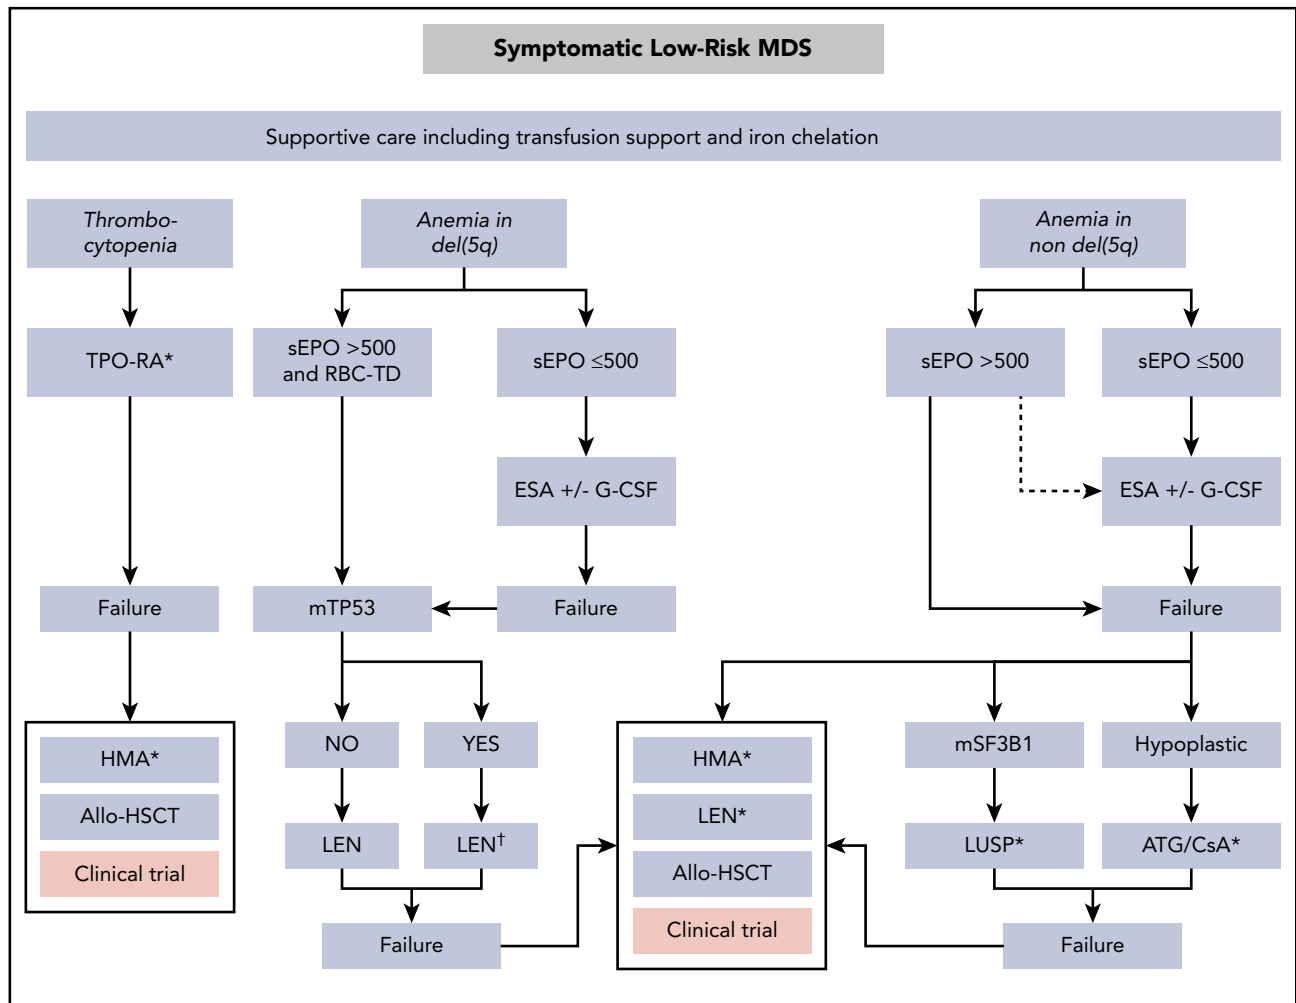 Symptomatic Low-Risk MDS
Supportive care including transfusion support and iron chelation
Thrombo-
cytopenia
Anemia in
del(5q)
Anemia in
non del(5q)
TPO-RA*
sEPO >500
and RBC-TD
sEPO ≤500
sEPO >500
sEPO ≤500
ESA +/- G-CSF
ESA +/- G-CSF
Failure
mTP53
Failure
Failure
HMA*
Allo-HSCT
Clinical trial
NO
YES
LEN
LEN†
Failure
HMA*
LEN*
Allo-HSCT
Clinical trial
mSF3B1
Hypoplastic
LUSP*
ATG/CsA*
Failure